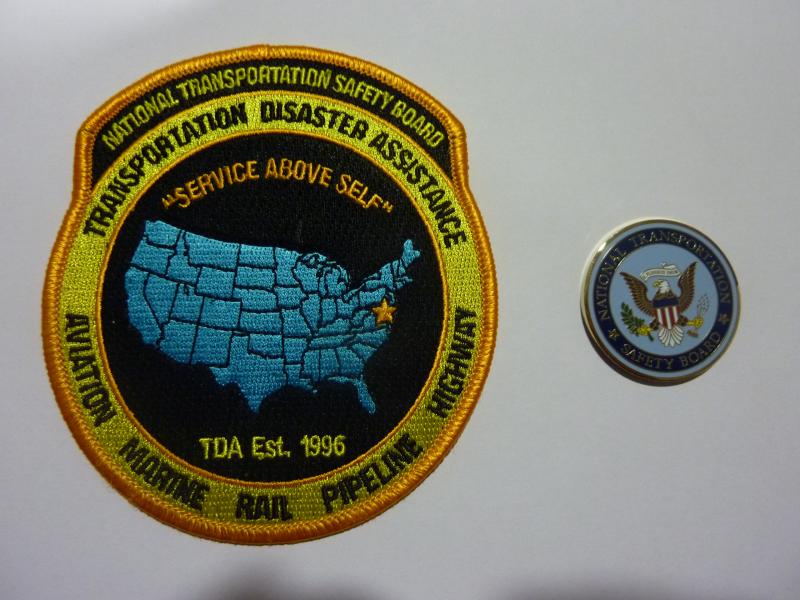 NATIONAL TRANSPORTATION SAFETY BOARD
TRANSPORTATION DISASTER ASSISTANCE
"SERVICE ABOVE SELF"
TDA Est. 1996
AVIATION MARINE RAIL PIPELINE HIGHWAY
NATIONAL TRANSPORTATION
SAFETY BOARD